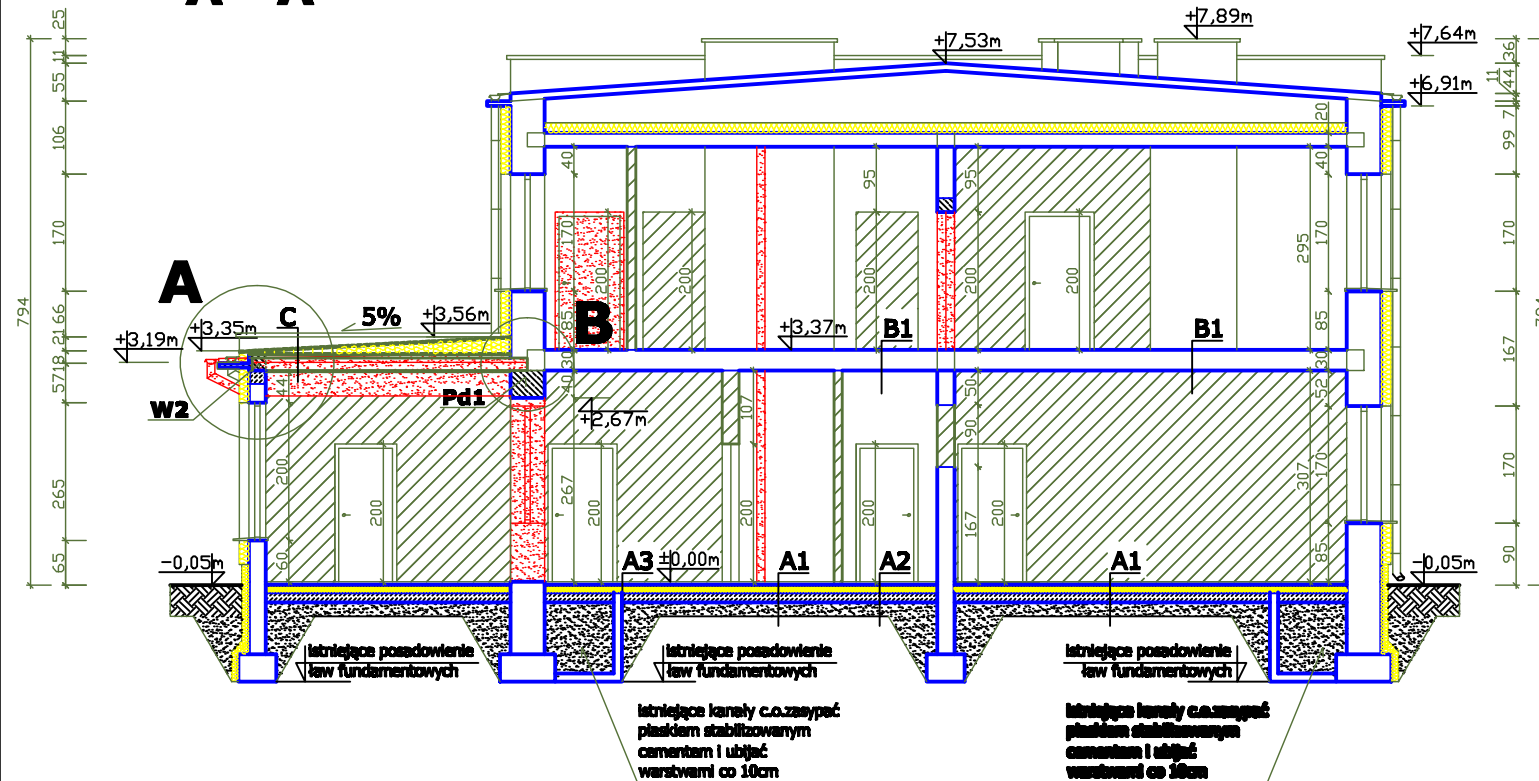 A A
+7,89m
+7,53m
+7,64m
+6,91m
25
11
55
106
170
66
21
18
57
265
65
794
36
11
44
7
99
170
167
170
90
20
40
95
95
40
170
200
200
200
200
295
170
85
85
A
B
C
5%
+3,56m
+3,35m
+3,19m
+3,37m
B1
B1
30
30
40
44
50
52
W2
Pd1
+2,67m
107
90
200
200
267
200
200
200
167
200
307
170
60
85
-0,05m
A3
±0,00m
A1
A2
A1
-0,05m
istniejące posadowienie
ław fundamentowych
istniejące posadowienie
ław fundamentowych
istniejące posadowienie
ław fundamentowych
istniejące kanały c.o.zasypać
piaskiem stabilizowanym
cementem i ubijać
warstwami co 10cm
istniejące kanały c.o.zasypać
piaskiem stabilizowanym
cementem i ubijać
warstwami co 10cm